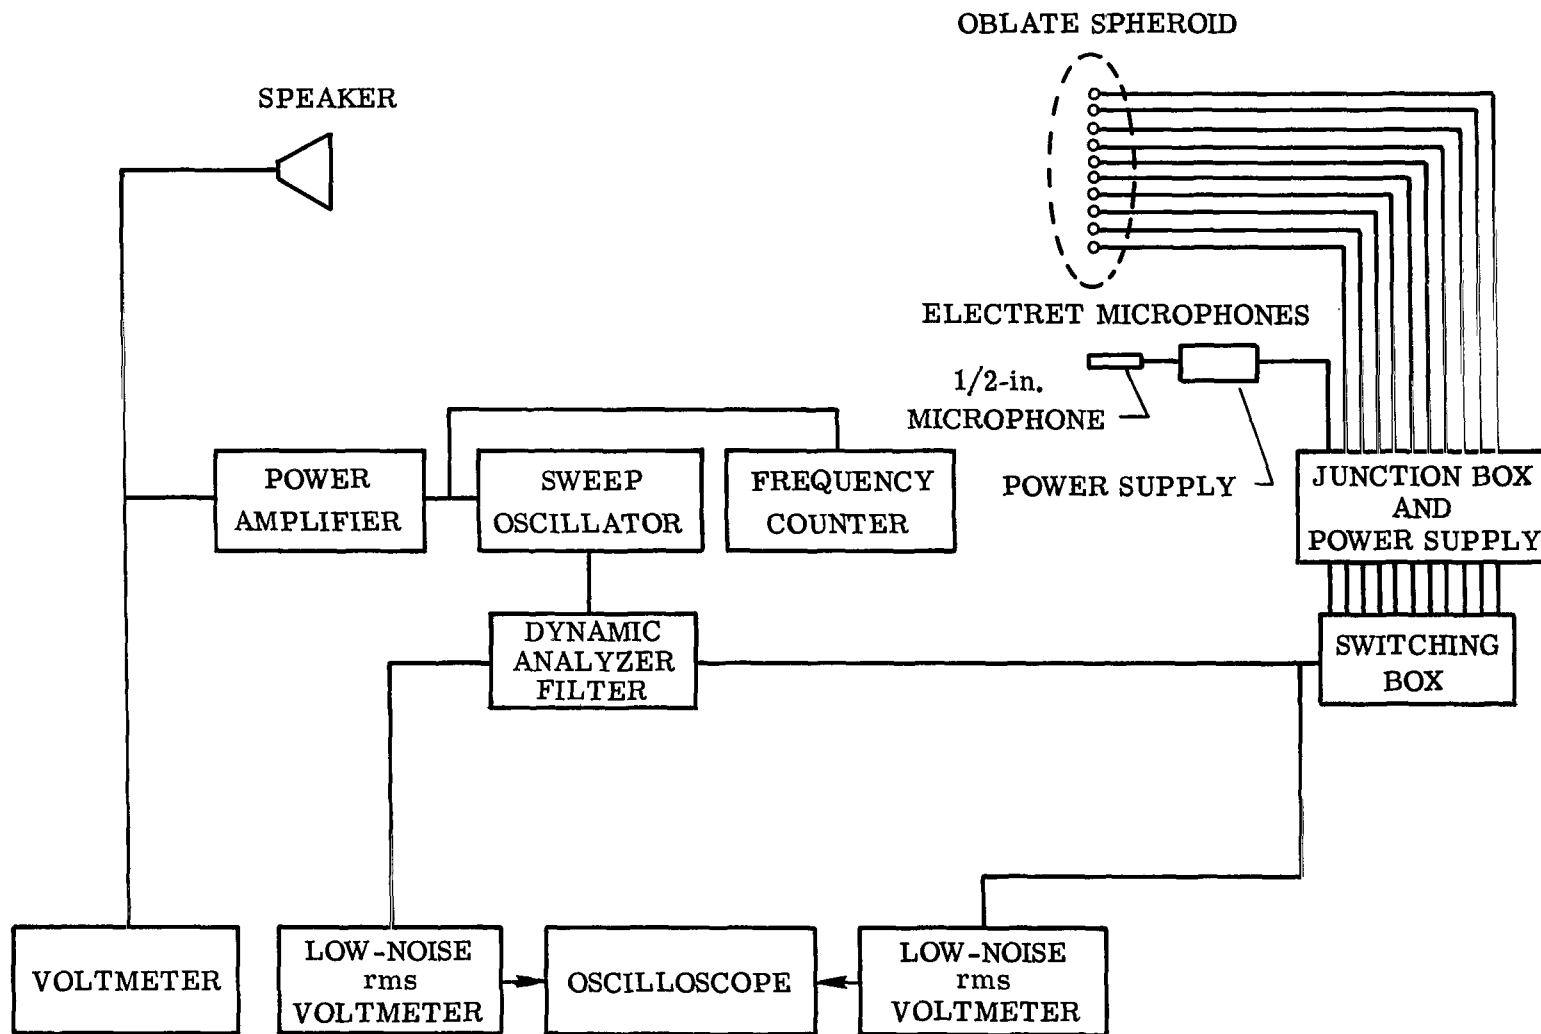 OBLATE SPHEROID
SPEAKER
ELECTRET MICROPHONES
1/2-in.
MICROPHONE
POWER SUPPLY
POWER
AMPLIFIER
SWEEP
OSCILLATOR
FREQUENCY
COUNTER
JUNCTION BOX
AND
POWER SUPPLY
DYNAMIC
ANALYZER
FILTER
SWITCHING
BOX
VOLTMETER
LOW-NOISE
rms
VOLTMETER
OSCILLOSCOPE
LOW-NOISE
rms
VOLTMETER